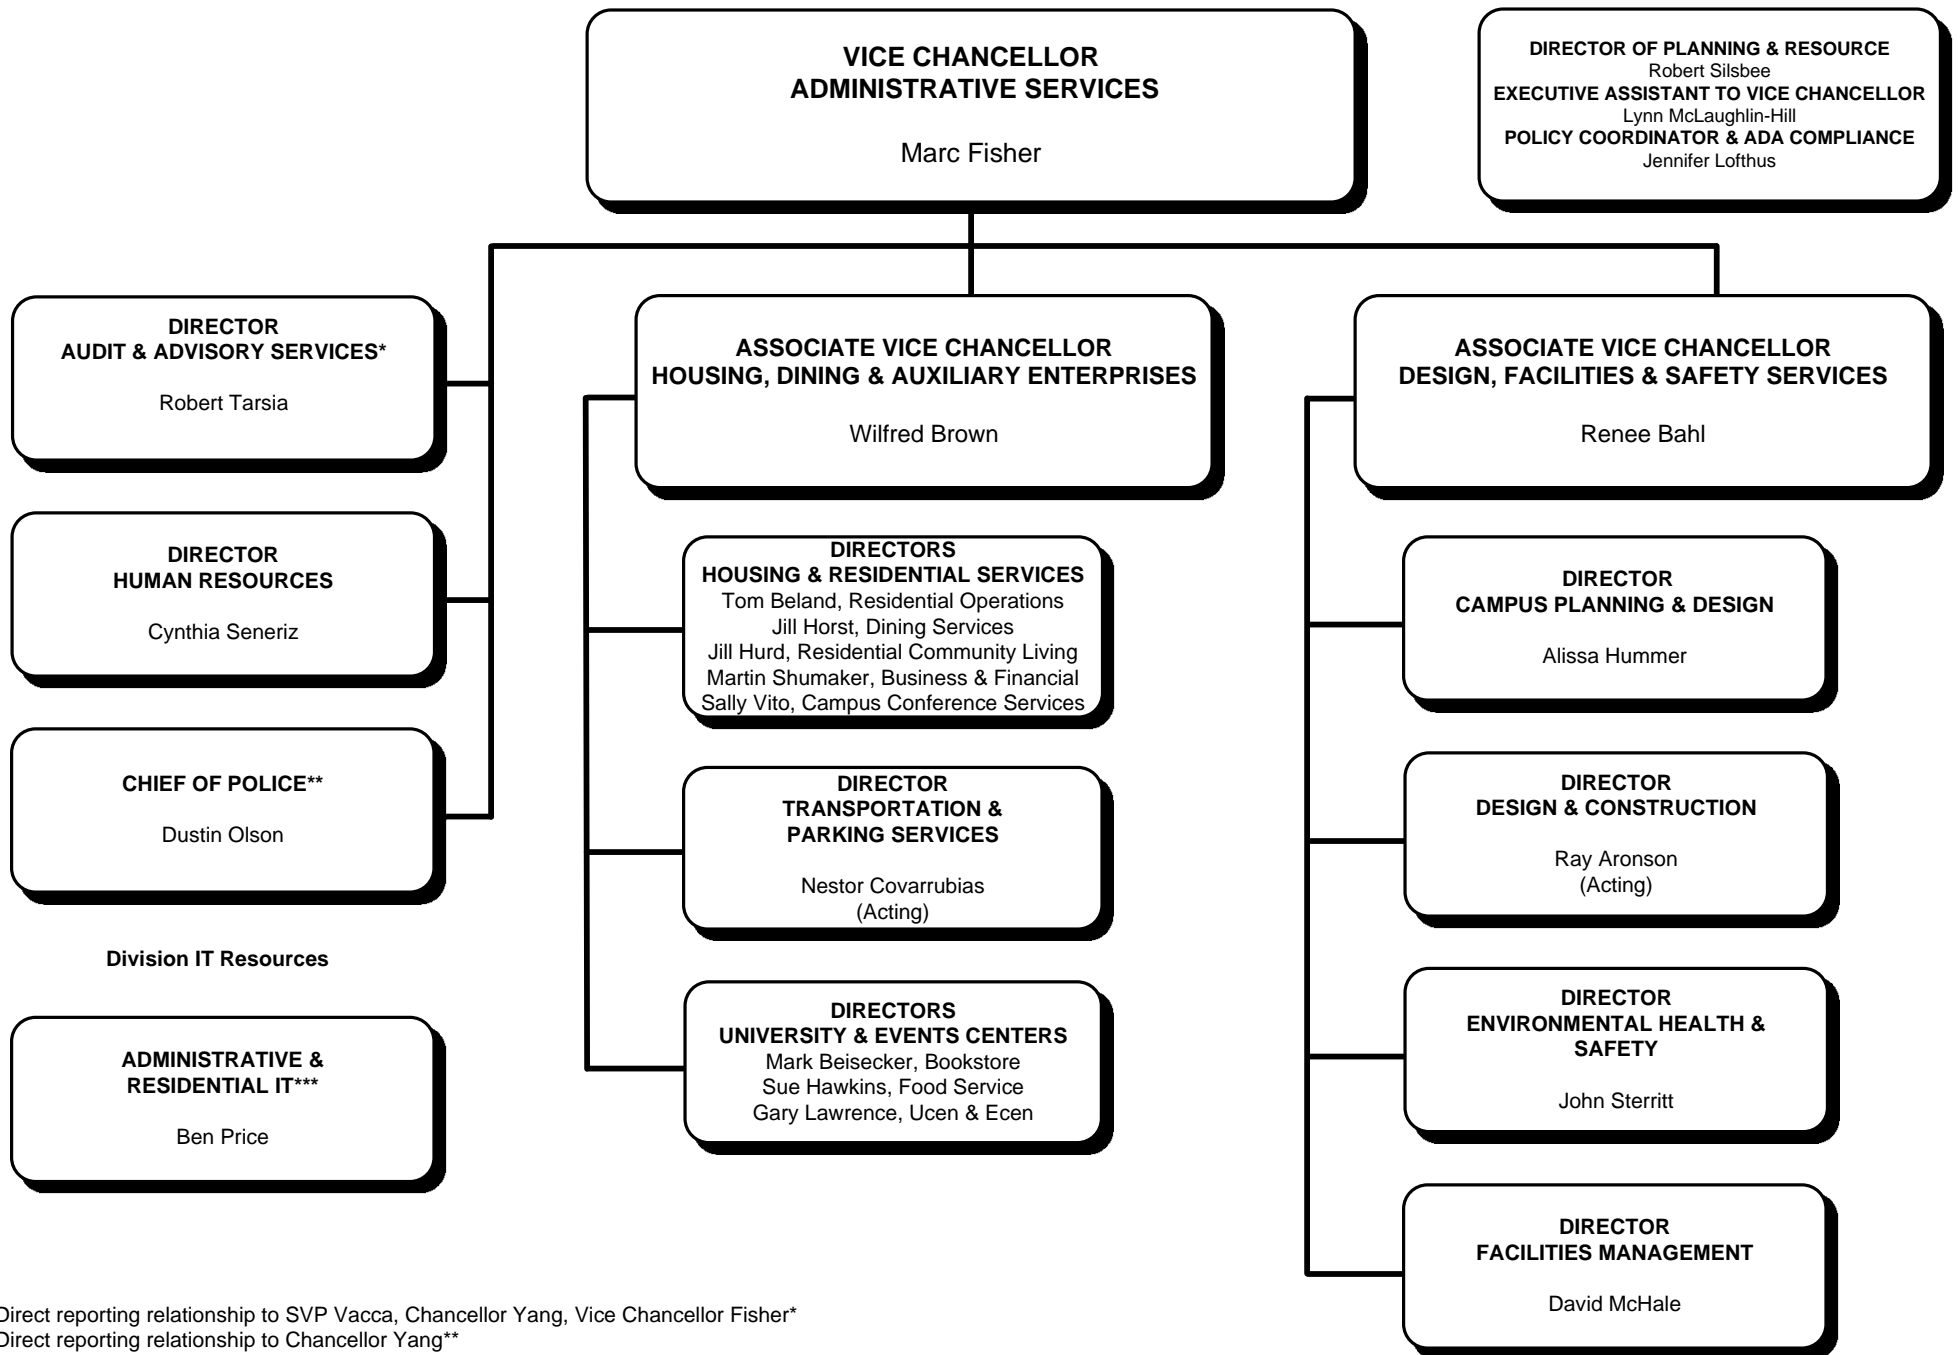 VICE CHANCELLOR
ADMINISTRATIVE SERVICES
Marc Fisher
DIRECTOR OF PLANNING & RESOURCE
Robert Silsbee
EXECUTIVE ASSISTANT TO VICE CHANCELLOR
Lynn McLaughlin-Hill
POLICY COORDINATOR & ADA COMPLIANCE
Jennifer Lofthus
DIRECTOR
AUDIT & ADVISORY SERVICES*
Robert Tarsia
DIRECTOR
HUMAN RESOURCES
Cynthia Seneriz
CHIEF OF POLICE**
Dustin Olson
Division IT Resources
ADMINISTRATIVE &
RESIDENTIAL IT***
Ben Price
ASSOCIATE VICE CHANCELLOR
HOUSING, DINING & AUXILIARY ENTERPRISES
Wilfred Brown
DIRECTORS
HOUSING & RESIDENTIAL SERVICES
Tom Beland, Residential Operations
Jill Horst, Dining Services
Jill Hurd, Residential Community Living
Martin Shumaker, Business & Financial
Sally Vito, Campus Conference Services
DIRECTOR
TRANSPORTATION &
PARKING SERVICES
Nestor Covarrubias
(Acting)
DIRECTORS
UNIVERSITY & EVENTS CENTERS
Mark Beisecker, Bookstore
Sue Hawkins, Food Service
Gary Lawrence, Ucen & Ecen
ASSOCIATE VICE CHANCELLOR
DESIGN, FACILITIES & SAFETY SERVICES
Renee Bahl
DIRECTOR
CAMPUS PLANNING & DESIGN
Alissa Hummer
DIRECTOR
DESIGN & CONSTRUCTION
Ray Aronson
(Acting)
DIRECTOR
ENVIRONMENTAL HEALTH &
SAFETY
John Sterritt
DIRECTOR
FACILITIES MANAGEMENT
David McHale
Direct reporting relationship to SVP Vacca, Chancellor Yang, Vice Chancellor Fisher*
Direct reporting relationship to Chancellor Yang**